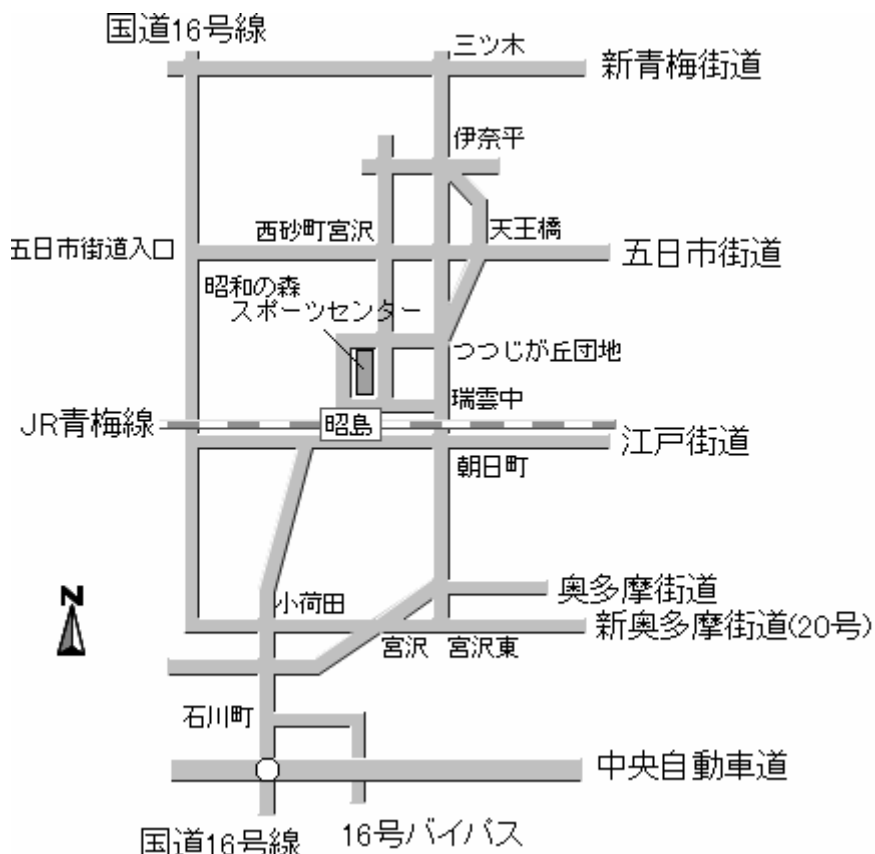 国道16号線
三ツ木
新青梅街道
伊奈平
西砂町宮沢
天王橋
五日市街道入口
五日市街道
昭和の森
スポーツセンター
つつじが丘団地
瑞雲中
JR青梅線
昭島
江戸街道
朝日町
N
小荷田
奥多摩街道
新奥多摩街道(20号)
宮沢
宮沢東
石川町
中央自動車道
国道16号線
16号バイパス